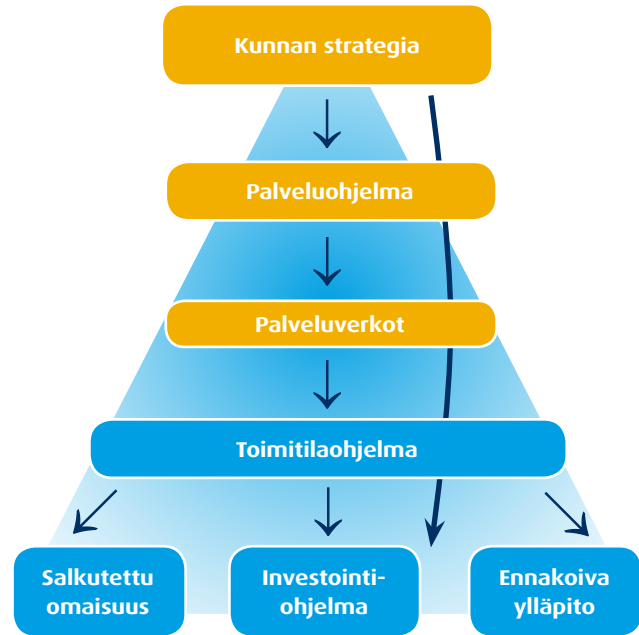 Kunnan strategia
Palveluohjelma
Palveluverkot
Toimitilaohjelma
Salkutettu
omaisuus
Investointi-
ohjelma
Ennakoiva
ylläpito